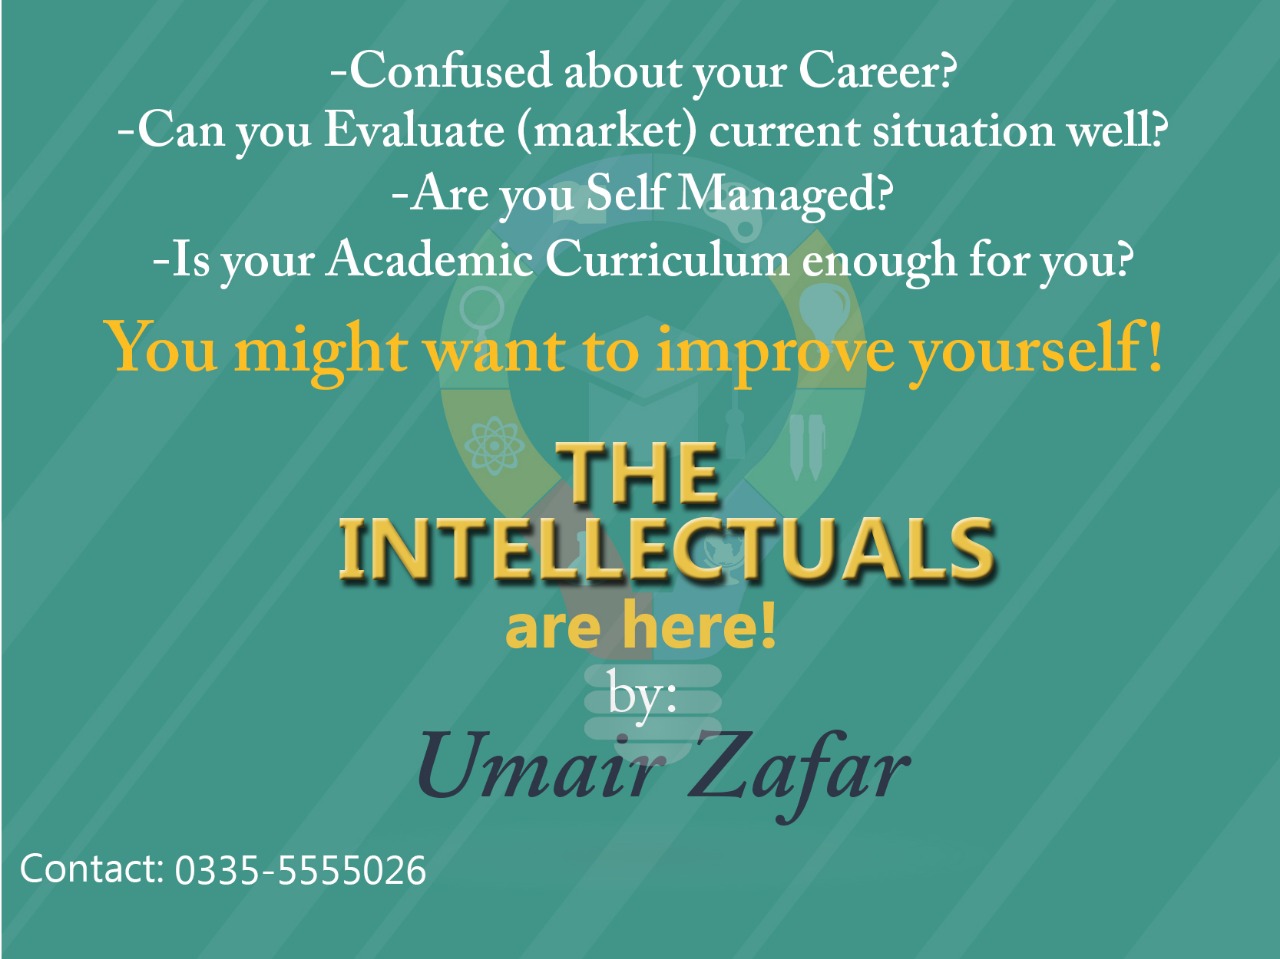 -Confused about your Career?
-Can you Evaluate (market) current situation well?
-Are you Self Managed?
-Is your Academic Curriculum enough for you?
You might want to improve yourself!
THE
INTELLECTUALS
are here!
by:
Umair Zafar
Contact: 0335-5555026